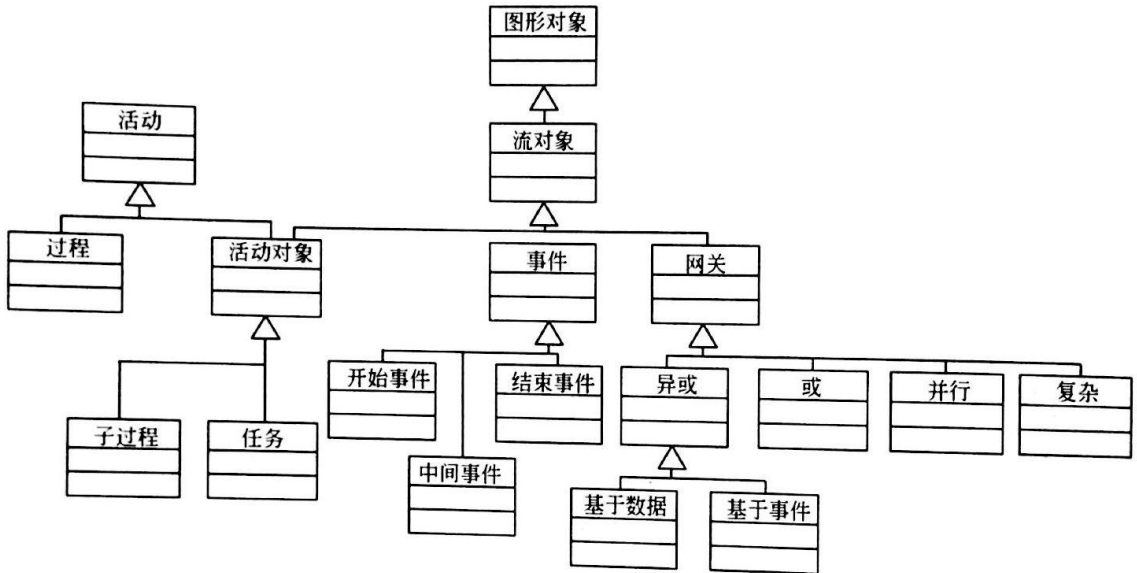 图形对象
活动
流对象
过程
活动对象
事件
网关
开始事件
结束事件
异或
或
并行
复杂
子过程
任务
中间事件
基于数据
基于事件